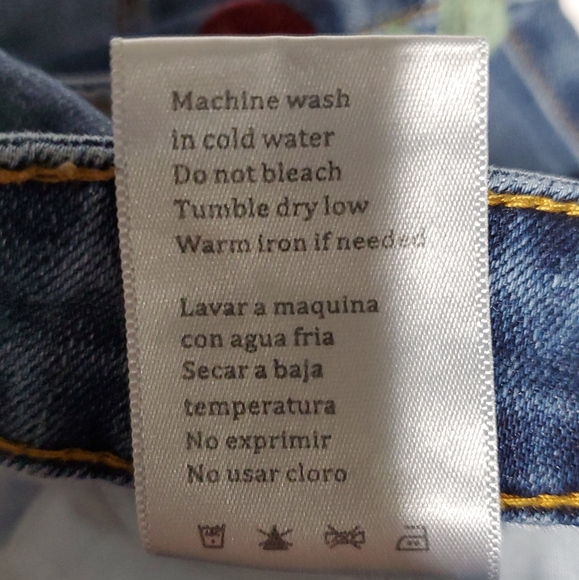 Machine wash
in cold water
Do not bleach
Tumble dry low
Warm iron if needed
Lavar a maquina
con agua fria
Secar a baja
temperatura
No exprimir
No usar cloro